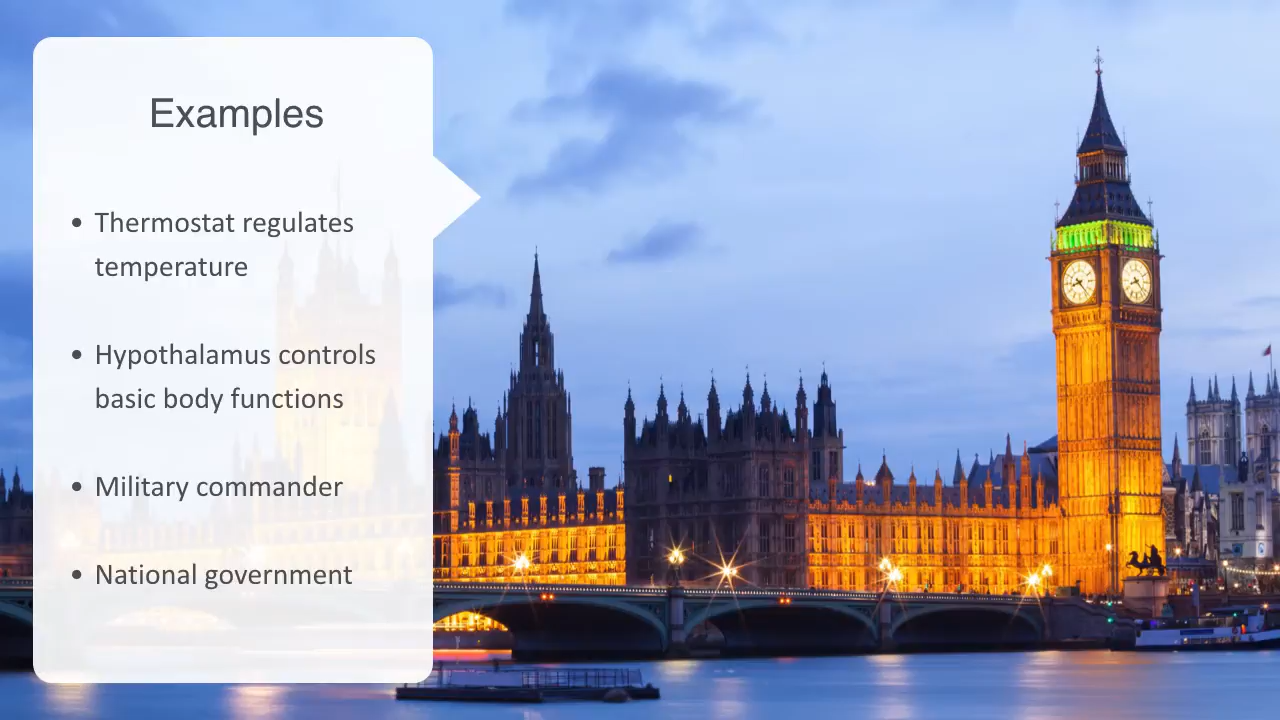 Examples
• Thermostat regulates
temperature
• Hypothalamus controls
basic body functions
• Military commander
• National government